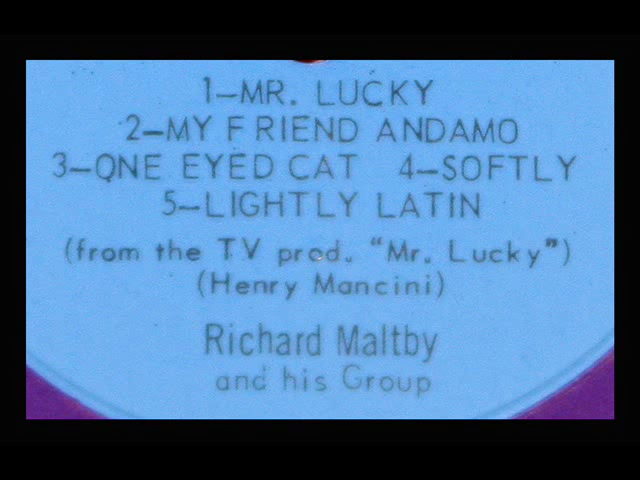 1-MR. LUCKY
2-MY FRIEND ANDAMO
3-ONE EYED CAT 4-SOFTLY
5-LIGHTLY LATIN
(from the TV prod. "Mr. Lucky")
(Henry Mancini)
Richard Maltby
and his Group